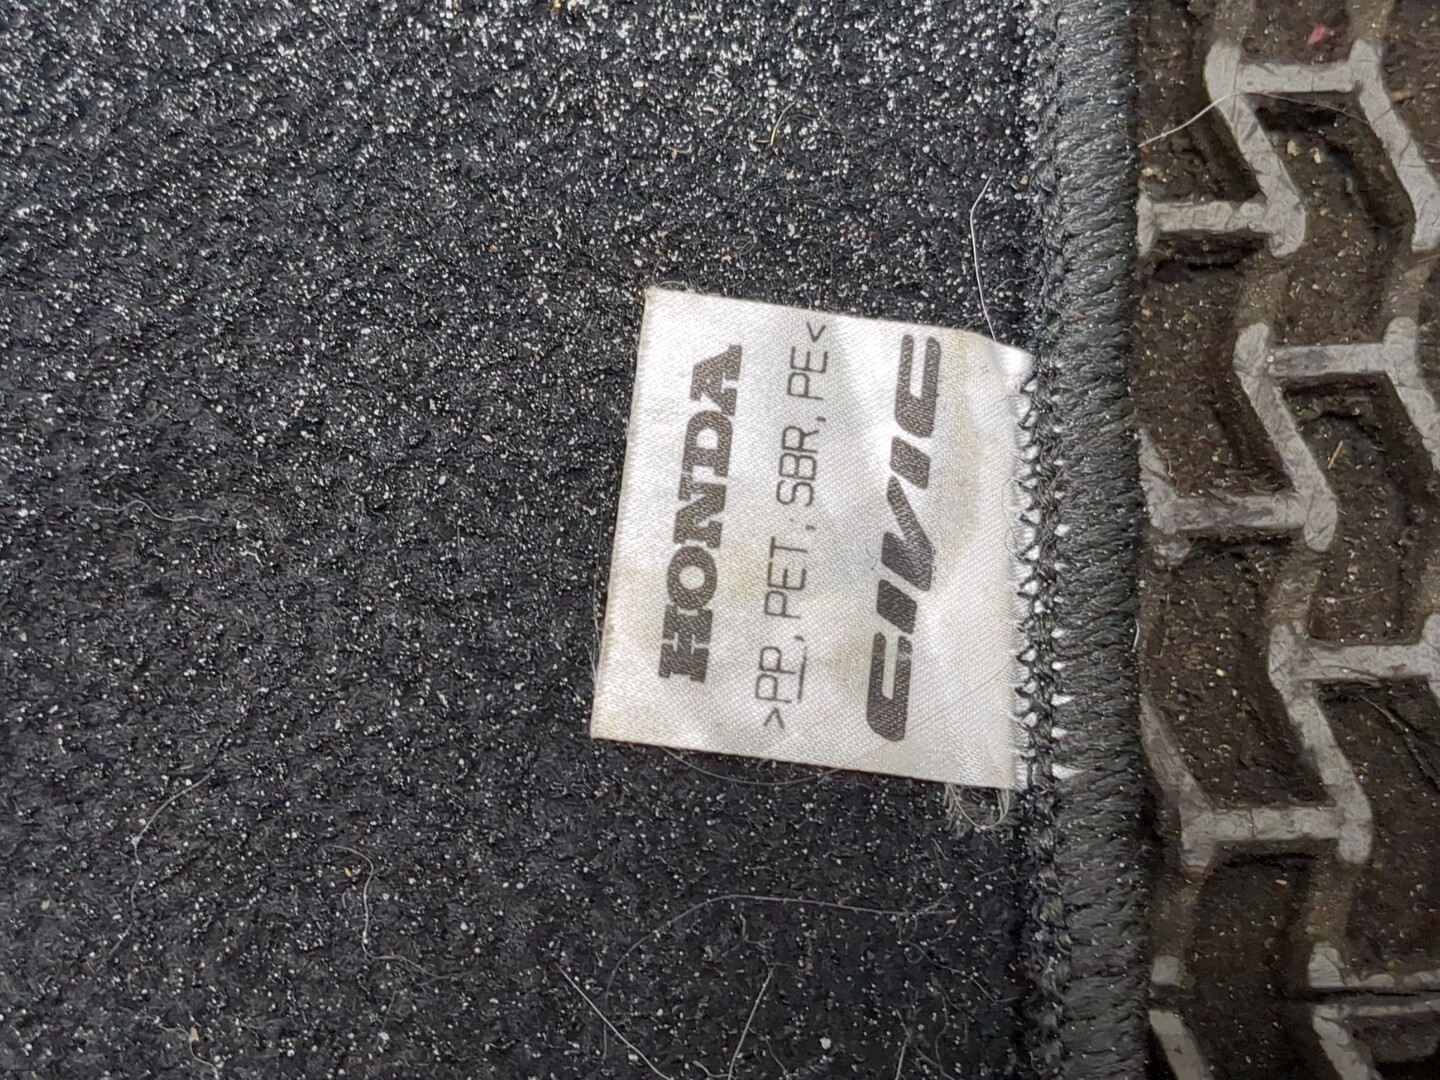 HONDA
>PP, PET ; SBR, PE<
CIVIC